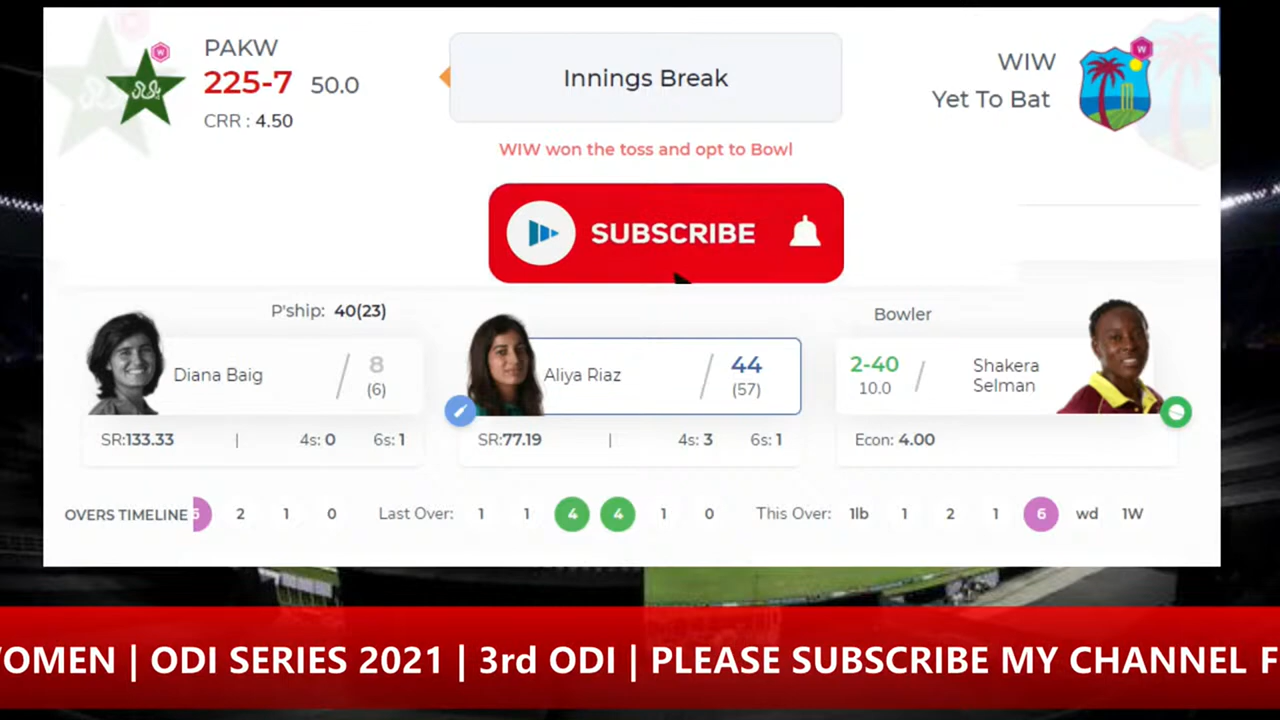 PAKW
225-7 50.0
CRR : 4.50
Innings Break
WIW won the toss and opt to Bowl
WIW
Yet To Bat
W
W
SUBSCRIBE
P'ship: 40(23)
Diana Baig / 8 (6)
SR:133.33 | 4s: 0 6s: 1
Aliya Riaz / 44 (57)
SR:77.19 | 4s: 3 6s: 1
Bowler
2-40 / 10.0 Shakera Selman
Econ: 4.00
OVERS TIMELINE 2 1 0 Last Over: 1 1 4 4 1 0 This Over: 1lb 1 2 1 6 wd 1W
WOMEN | ODI SERIES 2021 | 3rd ODI | PLEASE SUBSCRIBE MY CHANNEL F